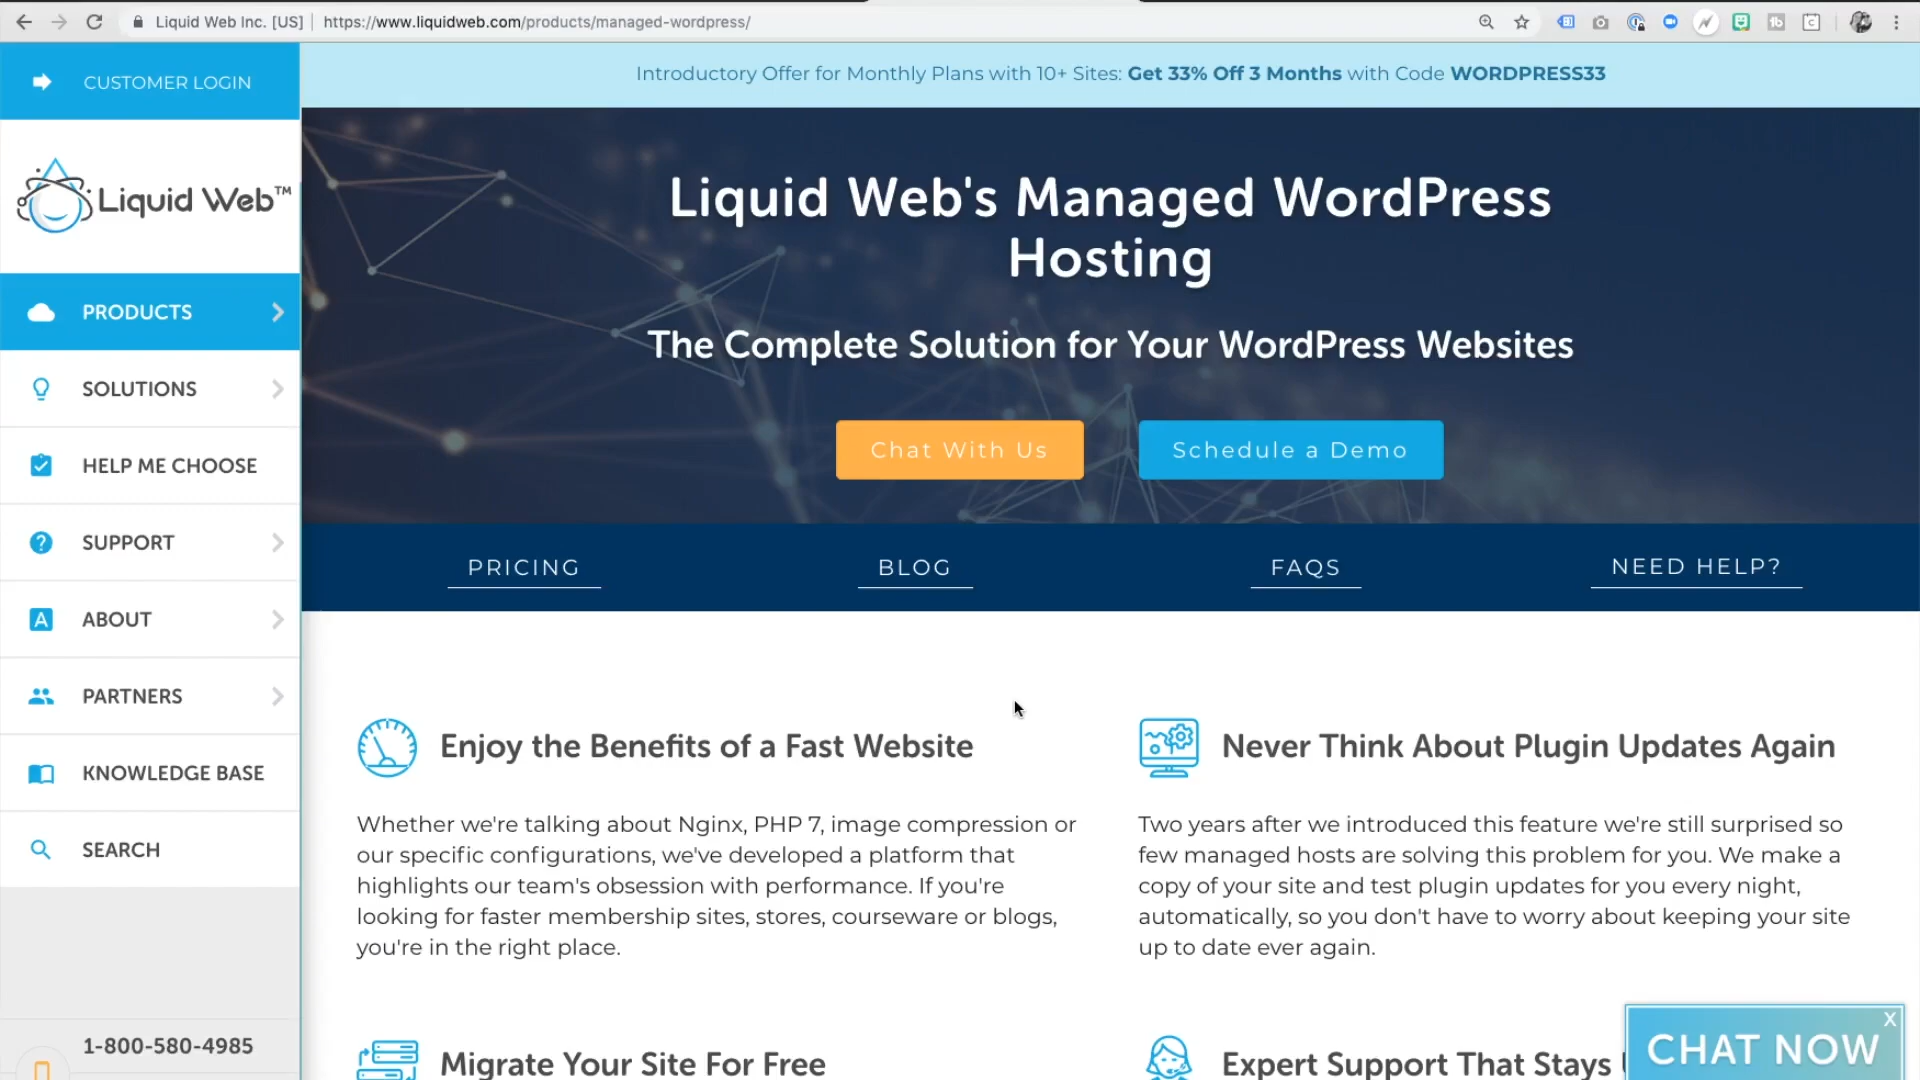 Liquid Web Inc. [US] | https://www.liquidweb.com/products/managed-wordpress/
CUSTOMER LOGIN
Introductory Offer for Monthly Plans with 10+ Sites: Get 33% Off 3 Months with Code WORDPRESS33
Liquid Web™
PRODUCTS
SOLUTIONS
HELP ME CHOOSE
SUPPORT
ABOUT
PARTNERS
KNOWLEDGE BASE
SEARCH
1-800-580-4985
Liquid Web's Managed WordPress
Hosting
The Complete Solution for Your WordPress Websites
Chat With Us
Schedule a Demo
PRICING
BLOG
FAQS
NEED HELP?
Enjoy the Benefits of a Fast Website
Whether we're talking about Nginx, PHP 7, image compression or
our specific configurations, we've developed a platform that
highlights our team's obsession with performance. If you're
looking for faster membership sites, stores, courseware or blogs,
you're in the right place.
Never Think About Plugin Updates Again
Two years after we introduced this feature we're still surprised so
few managed hosts are solving this problem for you. We make a
copy of your site and test plugin updates for you every night,
automatically, so you don't have to worry about keeping your site
up to date ever again.
Migrate Your Site For Free
Expert Support That Stays
X
CHAT NOW